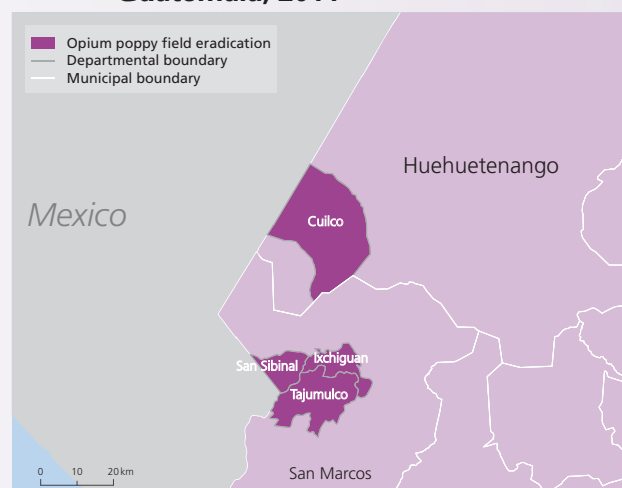 Opium poppy field eradication
Departmental boundary
Municipal boundary
Huehuetenango
Mexico
Cuilco
San Sibinal
Ixchiguan
Tajumulco
0 10 20 km
San Marcos